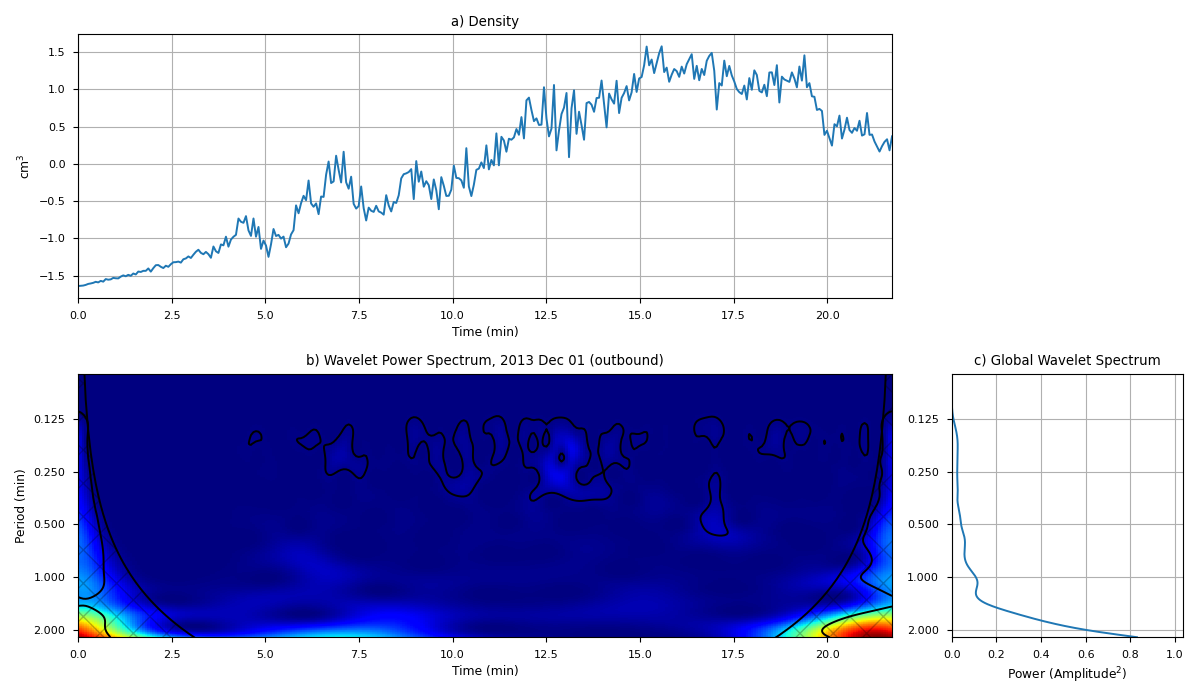 a) Density
1.5
1.0
0.5
0.0
−0.5
−1.0
−1.5
cm³
0.0 2.5 5.0 7.5 10.0 12.5 15.0 17.5 20.0
Time (min)
b) Wavelet Power Spectrum, 2013 Dec 01 (outbound)
0.125
0.250
0.500
1.000
2.000
Period (min)
0.0 2.5 5.0 7.5 10.0 12.5 15.0 17.5 20.0
Time (min)
c) Global Wavelet Spectrum
0.125
0.250
0.500
1.000
2.000
0.0 0.2 0.4 0.6 0.8 1.0
Power (Amplitude²)